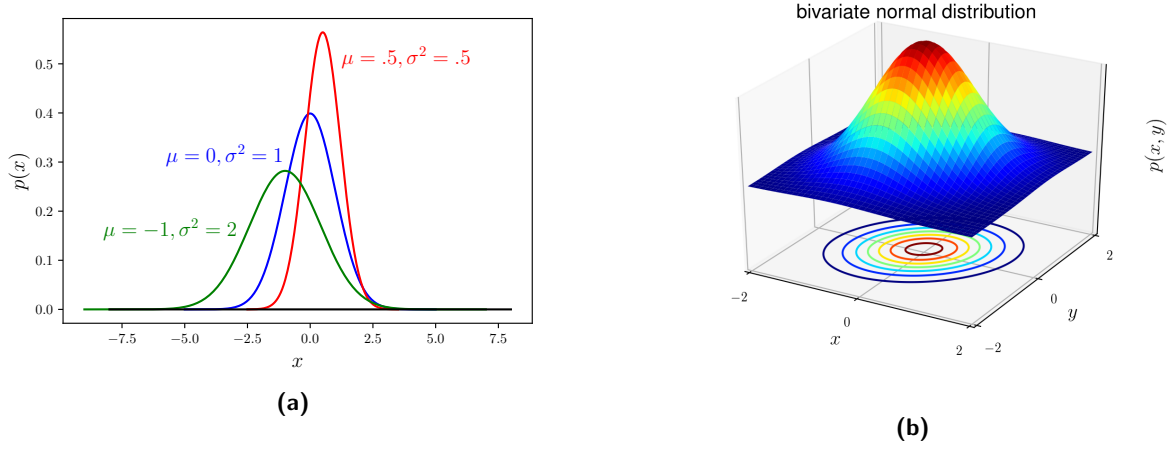 0.5
0.4
0.3
0.2
0.1
0.0
p(x)
μ = .5, σ² = .5
μ = 0, σ² = 1
μ = −1, σ² = 2
−7.5 −5.0 −2.5 0.0 2.5 5.0 7.5
x
(a)
bivariate normal distribution
p(x, y)
−2 0 2
x
−2 0 2
y
(b)